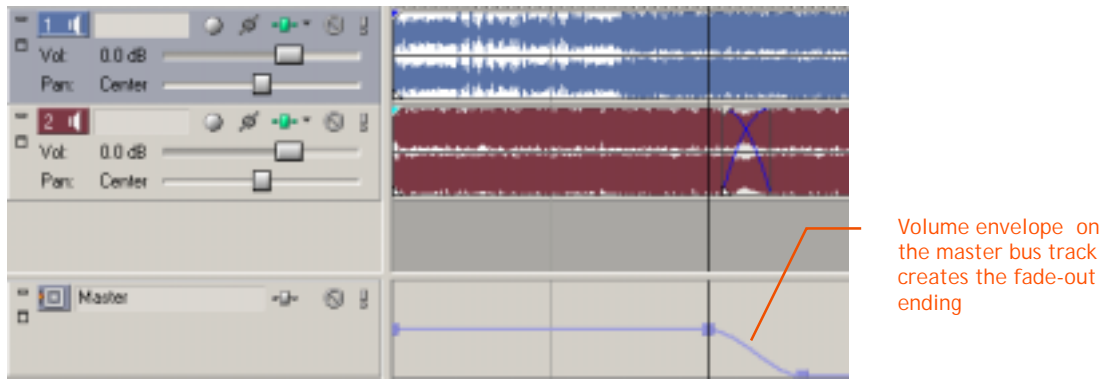 1
Vol: 0.0 dB
Pan: Center
2
Vol: 0.0 dB
Pan: Center
Master
Volume envelope on
the master bus track
creates the fade-out
ending